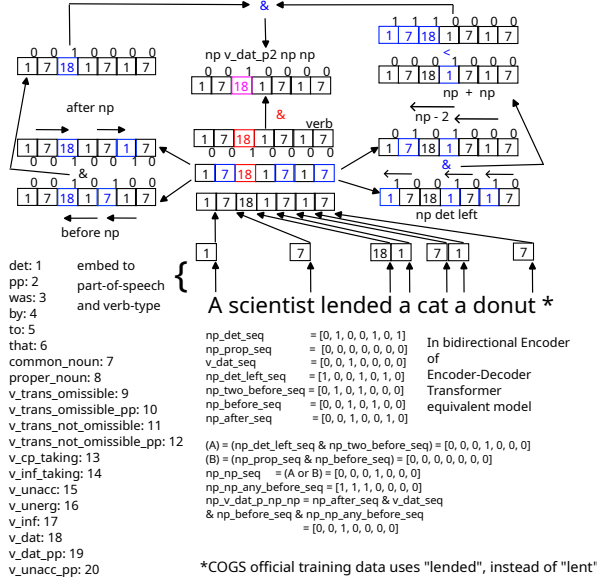 &
0 0 1 0 0 0 0
1 7 18 1 7 1 7
np v_dat_p2 np np
0 0 1 0 0 0 0
1 7 18 1 7 1 7
1 1 1 0 0 0 0
1 7 18 1 7 1 7
<
0 0 0 1 0 0 0
1 7 18 1 7 1 7
np + np
after np
1 7 18 1 7 1 7
0 0 1 0 0 1 0
&
0 0 1 0 1 0 0
1 7 18 1 7 1 7
before np
&
verb
1 7 18 1 7 1 7
0 0 1 0 0 0 0
1 7 18 1 7 1 7
1 7 18 1 7 1 7
np - 2
0 1 0 1 0 0 0
1 7 18 1 7 1 7
&
1 0 0 1 0 1 0
1 7 18 1 7 1 7
np det left
1 7 18 1 7 1 7
A scientist lended a cat a donut *
det: 1
pp: 2
was: 3
by: 4
to: 5
that: 6
common_noun: 7
proper_noun: 8
v_trans_omissible: 9
v_trans_omissible_pp: 10
v_trans_not_omissible: 11
v_trans_not_omissible_pp: 12
v_cp_taking: 13
v_inf_taking: 14
v_unacc: 15
v_unerg: 16
v_inf: 17
v_dat: 18
v_dat_pp: 19
v_unacc_pp: 20
embed to
part-of-speech
and verb-type
{
np_det_seq = [0, 1, 0, 0, 1, 0, 1]
np_prop_seq = [0, 0, 0, 0, 0, 0, 0]
v_dat_seq = [0, 0, 1, 0, 0, 0, 0]
np_det_left_seq = [1, 0, 0, 1, 0, 1, 0]
np_two_before_seq = [0, 1, 0, 1, 0, 0, 0]
np_before_seq = [0, 0, 1, 0, 1, 0, 0]
np_after_seq = [0, 0, 1, 0, 0, 1, 0]
In bidirectional Encoder
of
Encoder-Decoder
Transformer
equivalent model
(A) = (np_det_left_seq & np_two_before_seq) = [0, 0, 0, 1, 0, 0, 0]
(B) = (np_prop_seq & np_before_seq) = [0, 0, 0, 0, 0, 0, 0]
np_np_seq = (A or B) = [0, 0, 0, 1, 0, 0, 0]
np_np_any_before_seq = [1, 1, 1, 0, 0, 0, 0]
np_v_dat_p_np_np = np_after_seq & v_dat_seq
& np_before_seq & np_np_any_before_seq
= [0, 0, 1, 0, 0, 0, 0]
*COGS official training data uses "lended", instead of "lent"